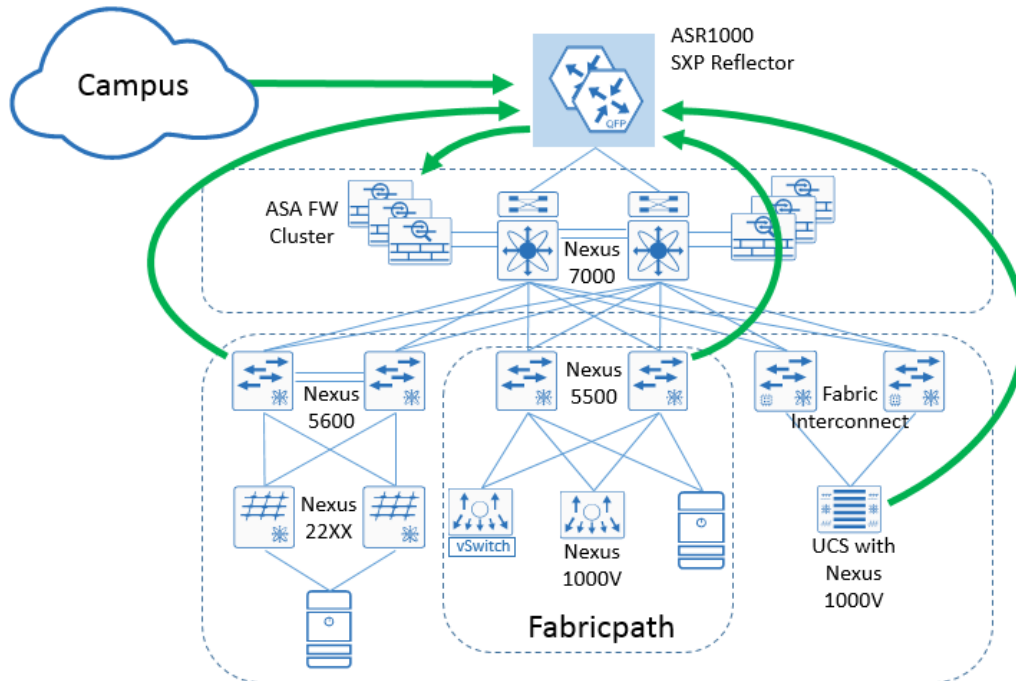 ASR1000
SXP Reflector
Campus
QFP
ASA FW
Cluster
Nexus
7000
Nexus
5600
Nexus
5500
Fabric
Interconnect
Nexus
22XX
vSwitch
Nexus
1000V
UCS with
Nexus
1000V
Fabricpath